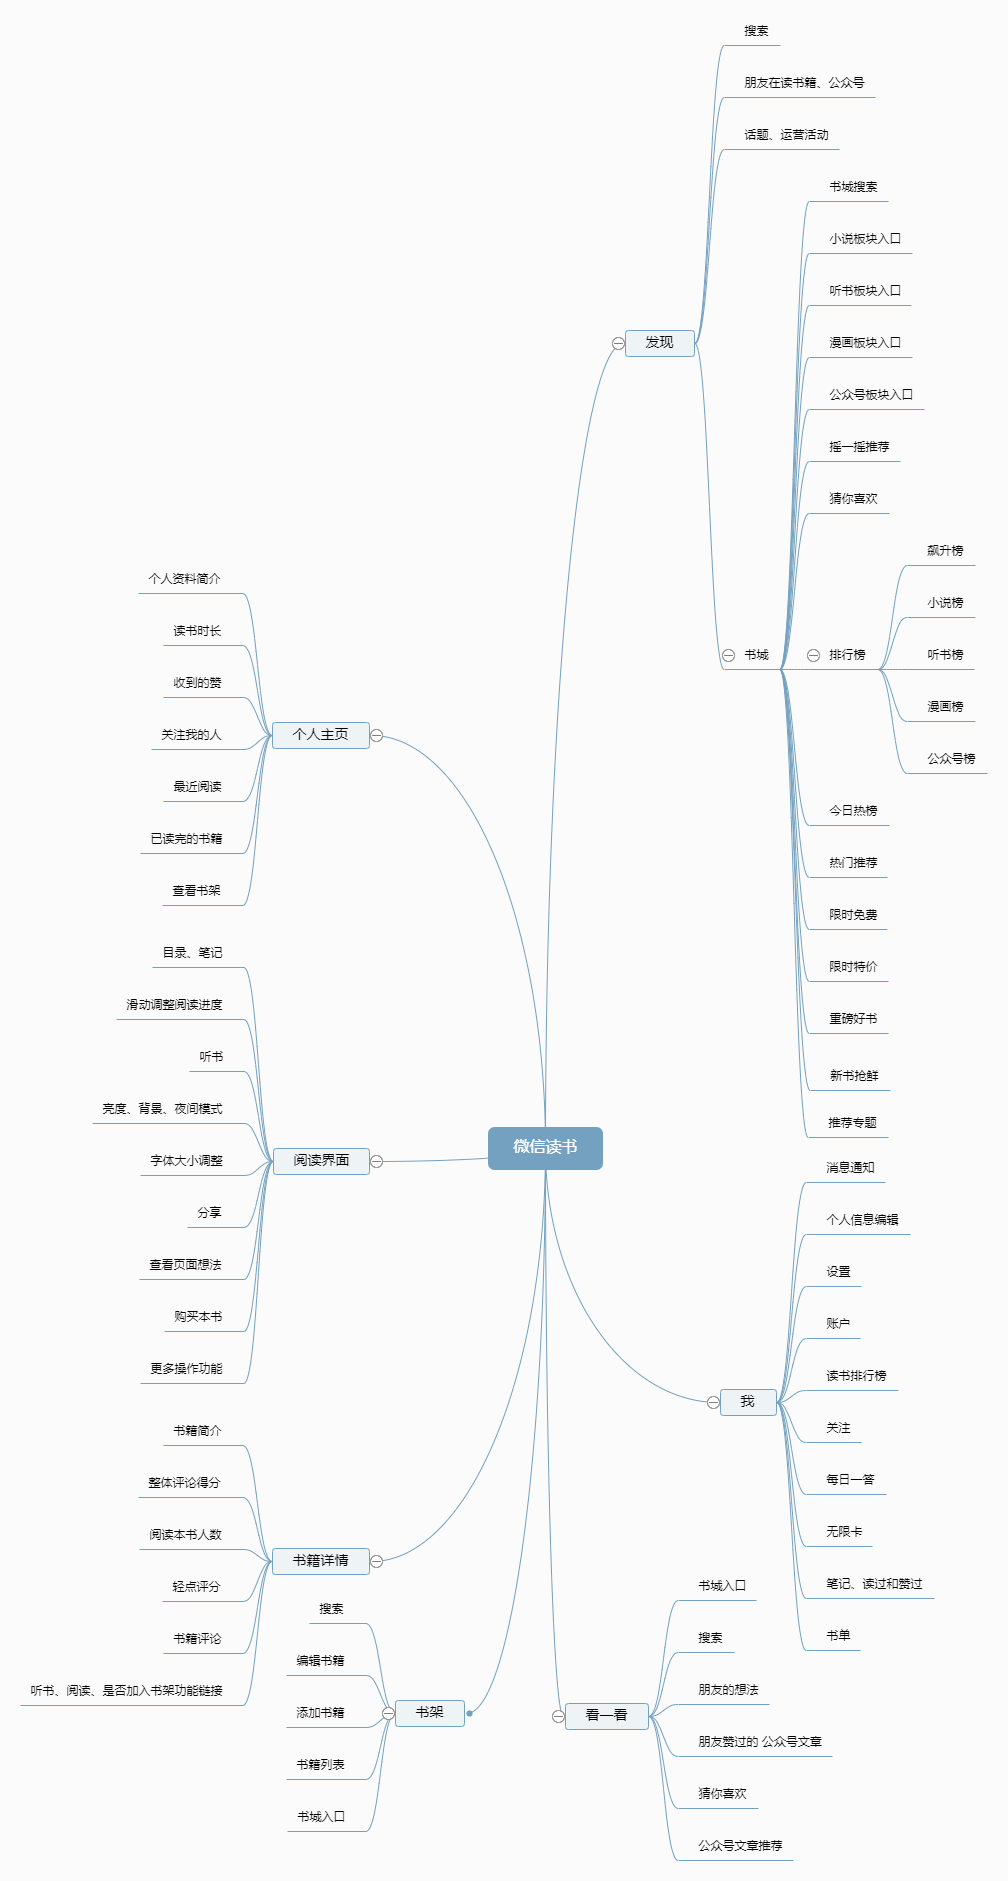 微信读书
发现
搜索
朋友在读书籍、公众号
话题、运营活动
书城
书城搜索
小说板块入口
听书板块入口
漫画板块入口
公众号板块入口
摇一摇推荐
猜你喜欢
排行榜
飙升榜
小说榜
听书榜
漫画榜
公众号榜
今日热榜
热门推荐
限时免费
限时特价
重磅好书
新书抢鲜
推荐专题
我
消息通知
个人信息编辑
设置
账户
读书排行榜
关注
每日一答
无限卡
笔记、读过和赞过
书单
看一看
书城入口
搜索
朋友的想法
朋友赞过的 公众号文章
猜你喜欢
公众号文章推荐
个人主页
个人资料简介
读书时长
收到的赞
关注我的人
最近阅读
已读完的书籍
查看书架
阅读界面
目录、笔记
滑动调整阅读进度
听书
亮度、背景、夜间模式
字体大小调整
分享
查看页面想法
购买本书
更多操作功能
书籍详情
书籍简介
整体评论得分
阅读本书人数
轻点评分
书籍评论
听书、阅读、是否加入书架功能链接
书架
搜索
编辑书籍
添加书籍
书籍列表
书城入口